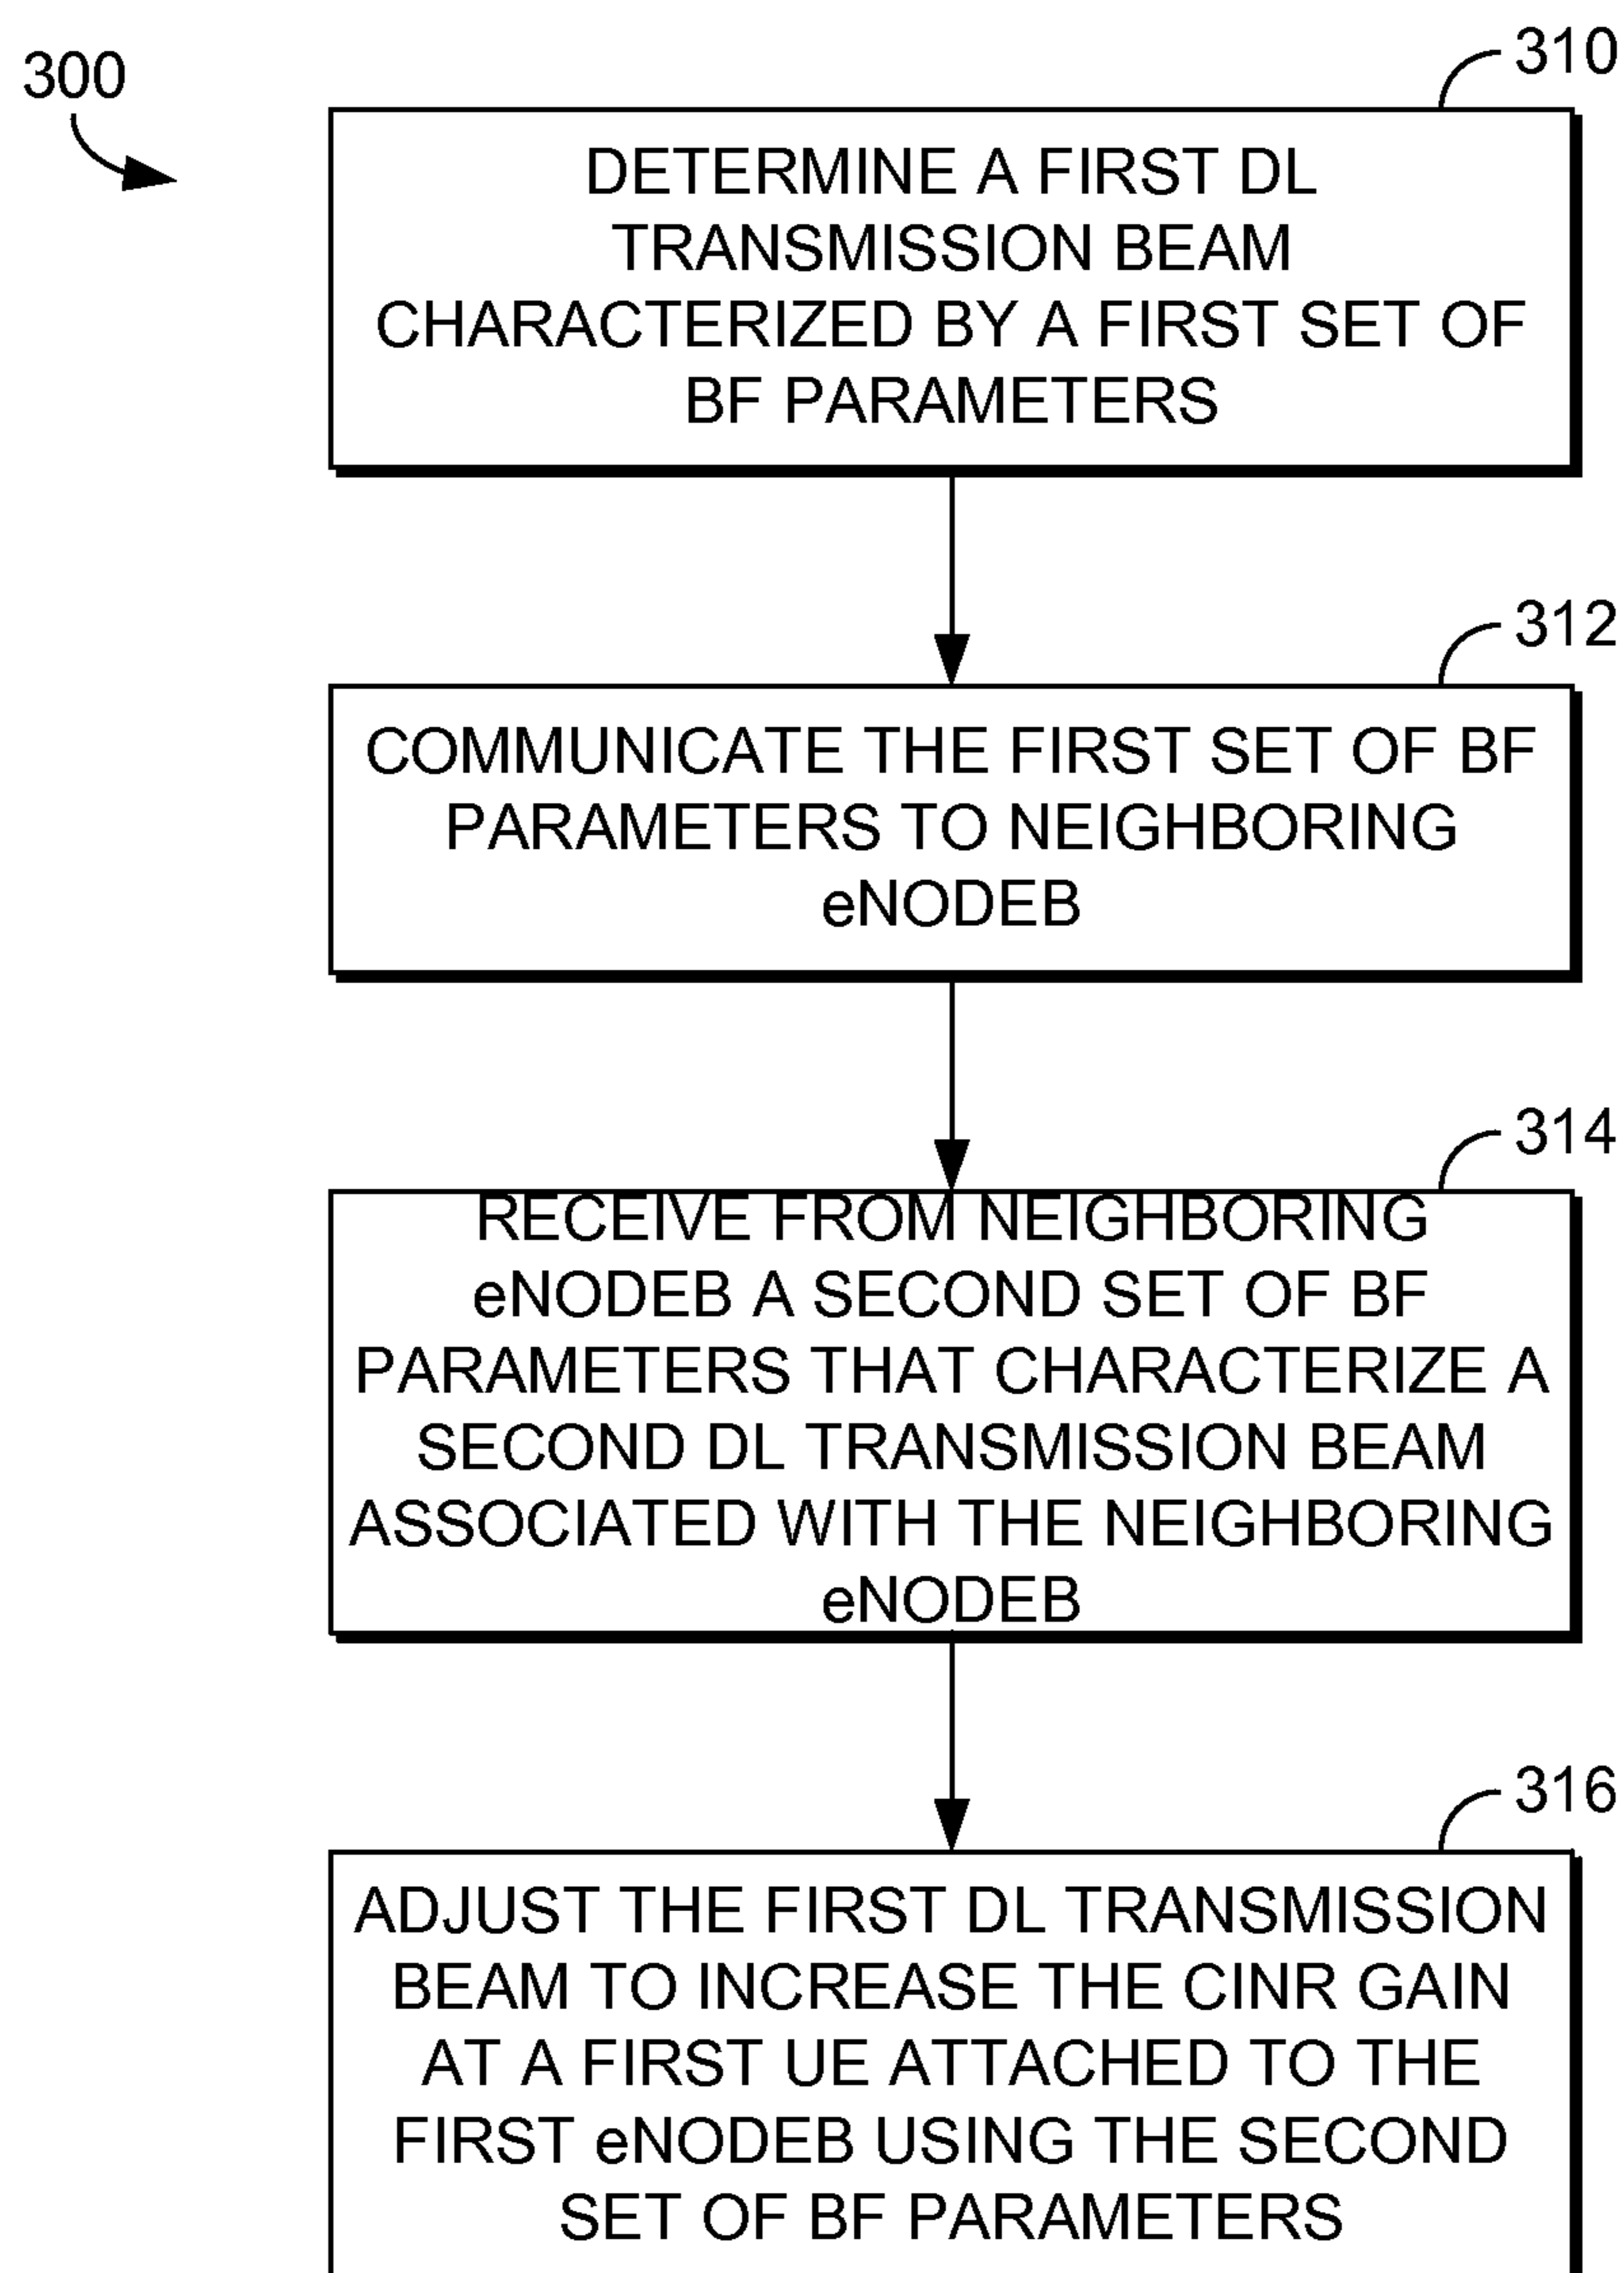 300
310
DETERMINE A FIRST DL
TRANSMISSION BEAM
CHARACTERIZED BY A FIRST SET OF
BF PARAMETERS
312
COMMUNICATE THE FIRST SET OF BF
PARAMETERS TO NEIGHBORING
eNODEB
314
RECEIVE FROM NEIGHBORING
eNODEB A SECOND SET OF BF
PARAMETERS THAT CHARACTERIZE A
SECOND DL TRANSMISSION BEAM
ASSOCIATED WITH THE NEIGHBORING
eNODEB
316
ADJUST THE FIRST DL TRANSMISSION
BEAM TO INCREASE THE CINR GAIN
AT A FIRST UE ATTACHED TO THE
FIRST eNODEB USING THE SECOND
SET OF BF PARAMETERS